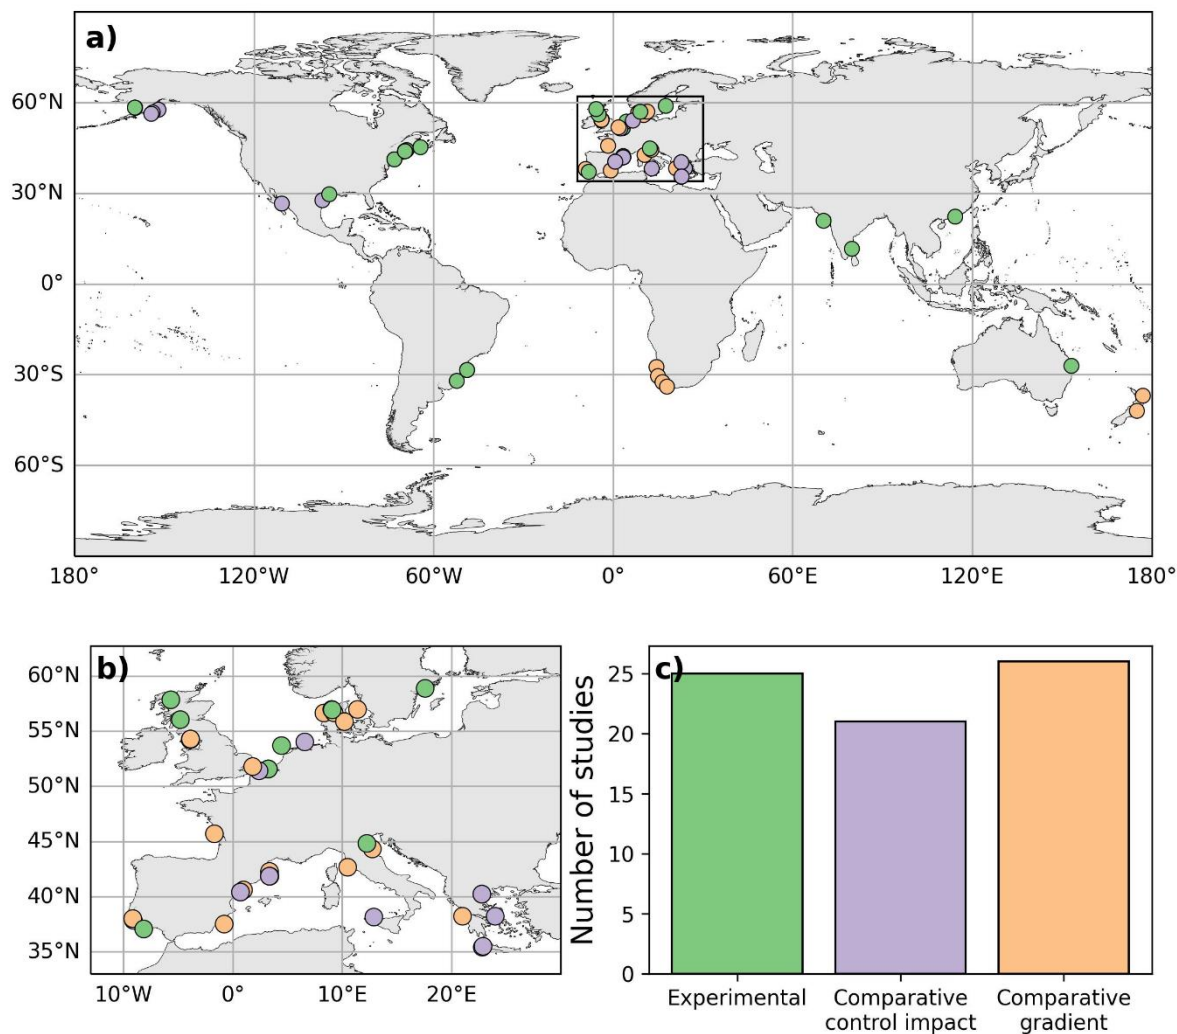 a)
60°N
30°N
0°
30°S
60°S
180°
120°W
60°W
0°
60°E
120°E
180°
b)
60°N
55°N
50°N
45°N
40°N
35°N
10°W
0°
10°E
20°E
c)
Number of studies
25
20
15
10
5
0
Experimental
Comparative
control impact
Comparative
gradient